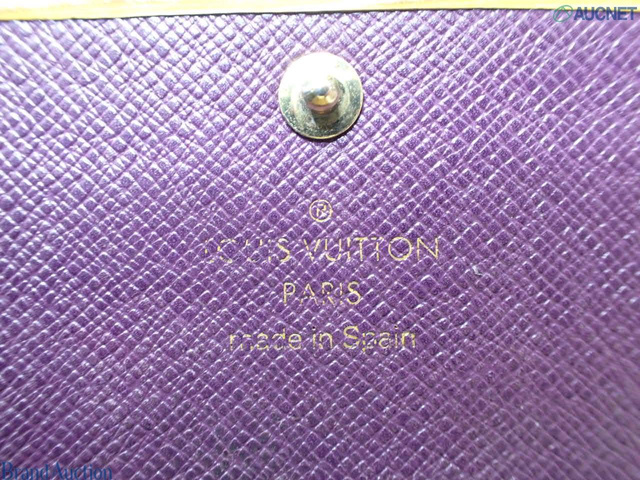 AUCNET
®
LOUIS VUITTON
PARIS
made in Spain
Brand Auction